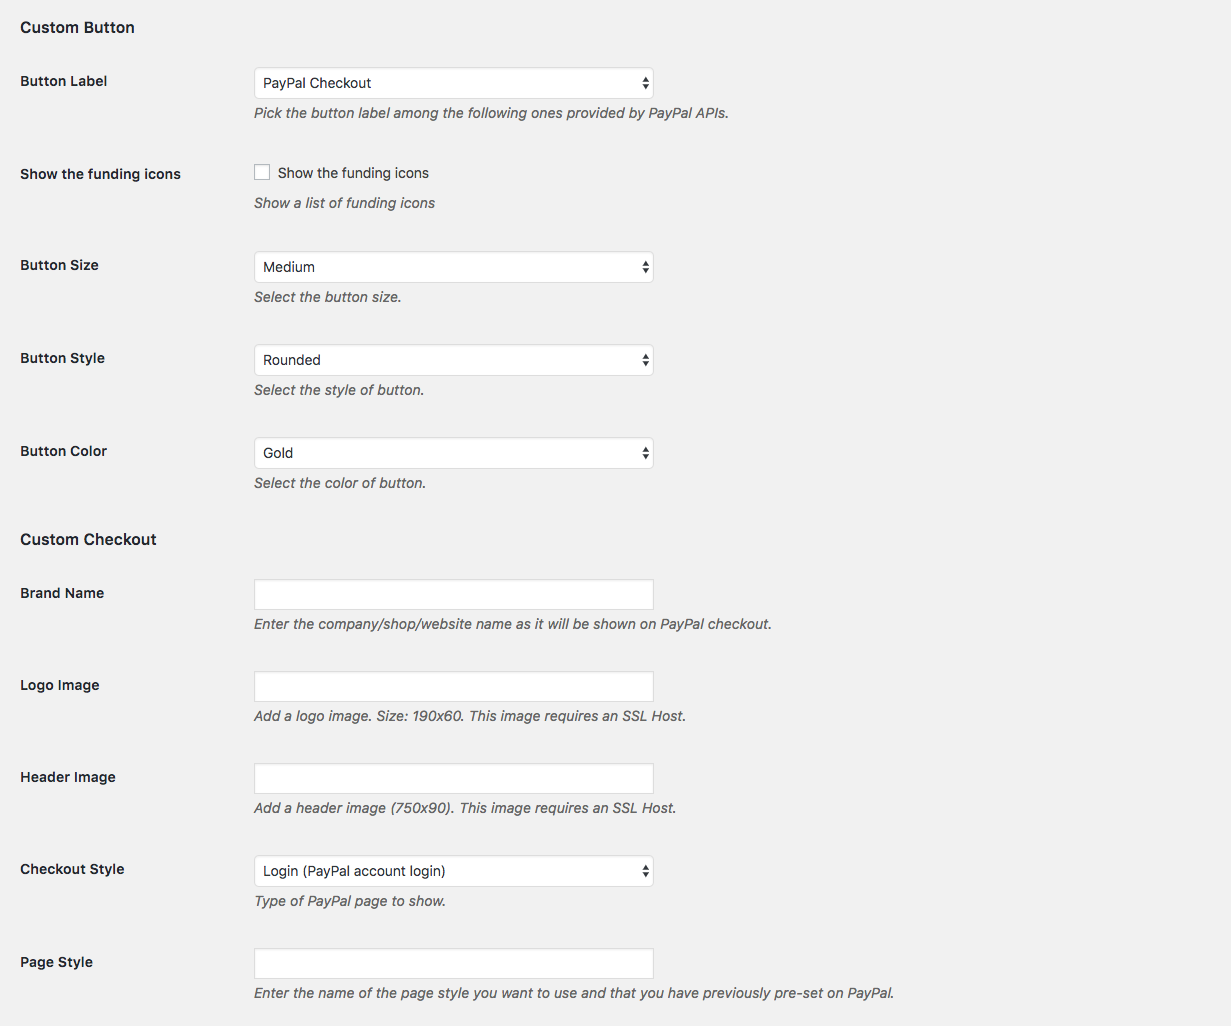 Custom Button
Button Label
PayPal Checkout
Pick the button label among the following ones provided by PayPal APIs.
Show the funding icons
Show the funding icons
Show a list of funding icons
Button Size
Medium
Select the button size.
Button Style
Rounded
Select the style of button.
Button Color
Gold
Select the color of button.
Custom Checkout
Brand Name
Enter the company/shop/website name as it will be shown on PayPal checkout.
Logo Image
Add a logo image. Size: 190x60. This image requires an SSL Host.
Header Image
Add a header image (750x90). This image requires an SSL Host.
Checkout Style
Login (PayPal account login)
Type of PayPal page to show.
Page Style
Enter the name of the page style you want to use and that you have previously pre-set on PayPal.